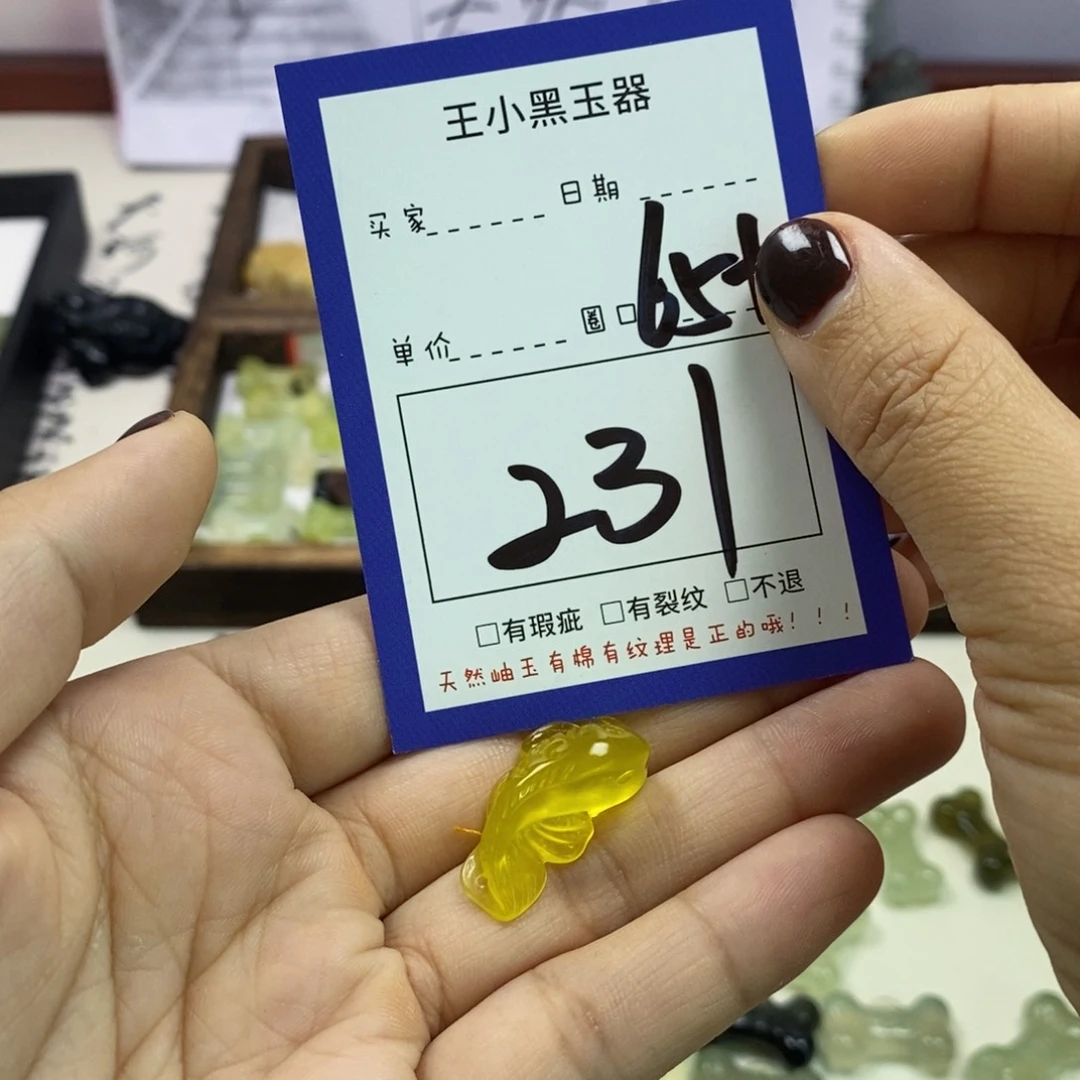 王小黑玉器
买家------ 日期------
单价------ 圈口
231
□有瑕疵 □有裂纹 □不退
天然岫玉有棉有纹理是正的哦！！！